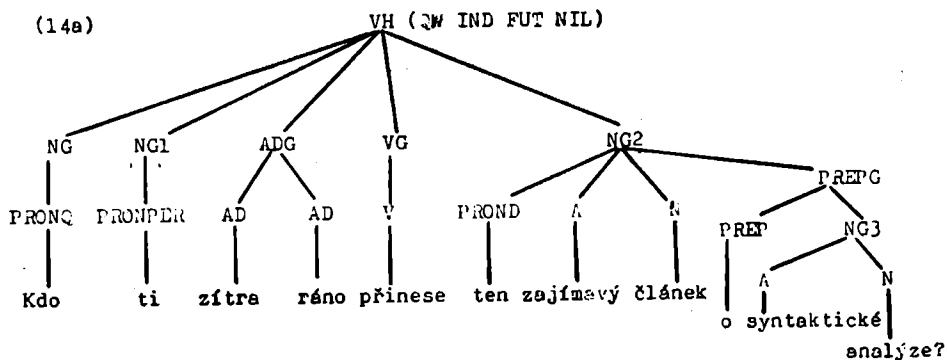 (14a)
VH (QW IND FUT NIL)
NG NG1 ADG VG NG2
PREPG
PRONQ PRONPER AD AD V PROND A N
PREP NG3
A N
Kdo ti zítra ráno přinese ten zajímavý článek
o syntaktické
analýze?